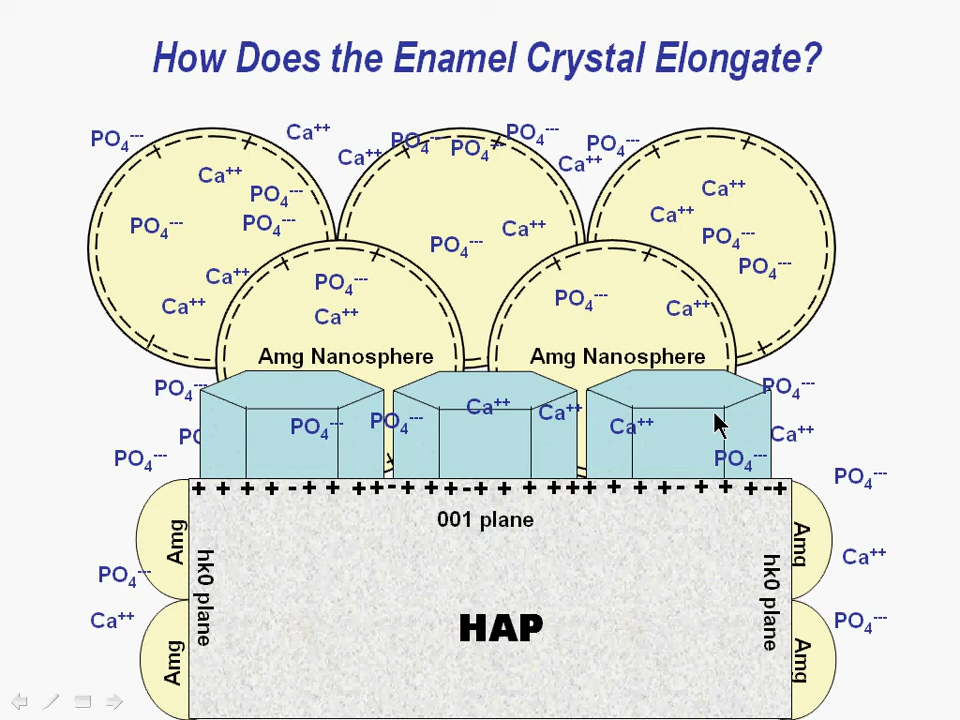 How Does the Enamel Crystal Elongate?
PO4---
Ca++
PO4---
PO4---
PO4---
PO4---
Ca++
Ca++
Ca++
PO4---
PO4---
PO4---
Ca++
Ca++
Ca++
PO4---
PO4---
PO4---
Ca++
Ca++
Ca++
PO4---
PO4---
Ca++
PO4---
Ca++
Amg Nanosphere
Amg Nanosphere
PO4---
PO4---
Ca++
Ca++
PO4---
PO4---
Ca++
PO
Ca++
PO4---
PO4---
PO4---
+ + + + - + + + + - + + + - + + + + + + + + + - + + + - +
001 plane
Amg
Amg
hk0 plane
hk0 plane
Ca++
PO4---
Ca++
PO4---
HAP
Amg
Amg